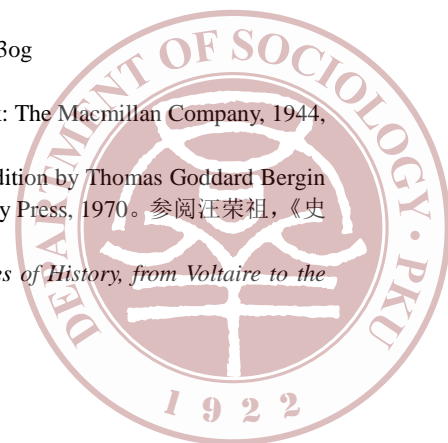 3og
: The Macmillan Company, 1944,
dition by Thomas Goddard Bergin
y Press, 1970。参阅汪荣祖，《史
es of History, from Voltaire to the
DEPARTMENT OF SOCIOLOGY · PKU
1922